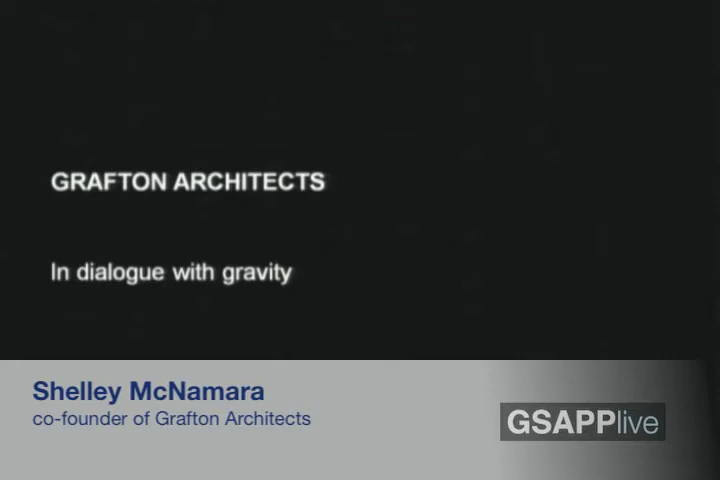 GRAFTON ARCHITECTS
In dialogue with gravity
Shelley McNamara
co-founder of Grafton Architects
GSAPPlive